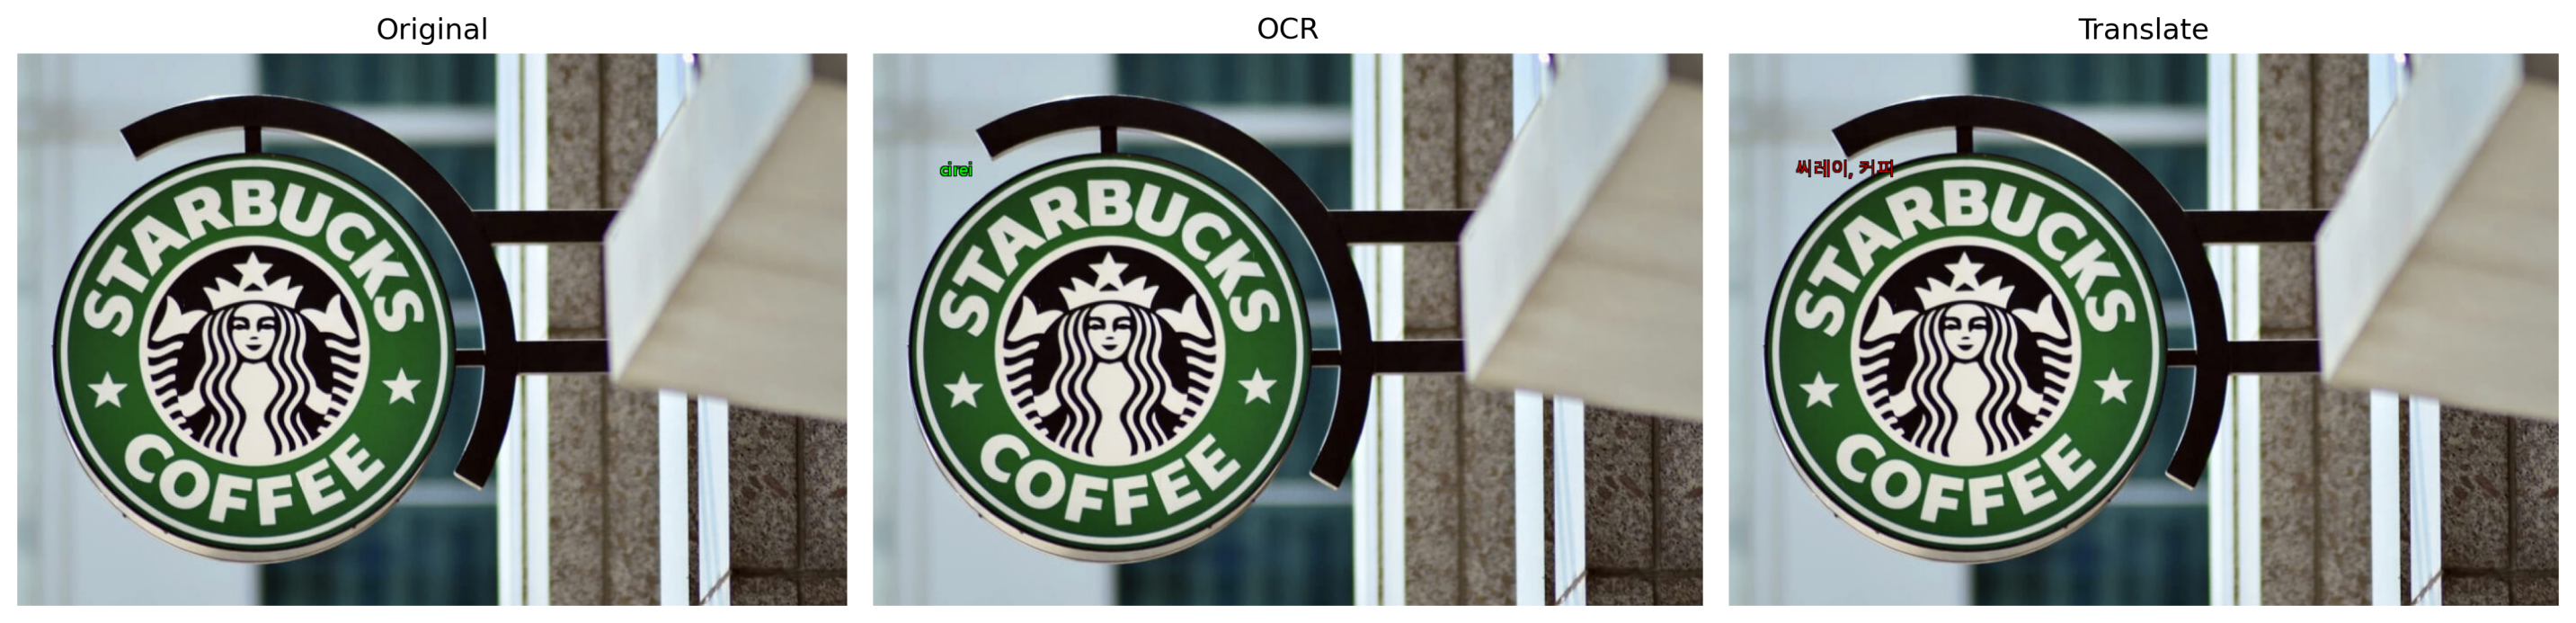 Original
STARBUCKS
COFFEE
OCR
cirei
STARBUCKS
COFFEE
Translate
씨레이, 커피
STARBUCKS
COFFEE